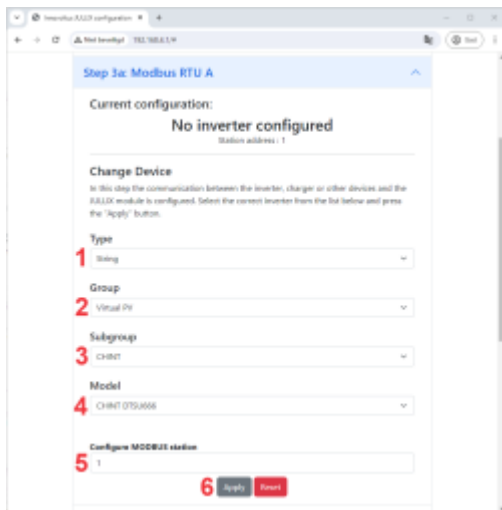 Step 3a: Modbus RTU A
Current configuration:
No inverter configured
Station address : 1
Change Device
In this step the communication between the inverter, charger or other devices and the
JULLIX module is configured. Select the correct inverter from the list below and press
the "Apply" button.
Type
1 String
Group
2 Virtual PV
Subgroup
3 CHINT
Model
4 CHINT DTSU666
Configure MODBUS station
5 1
6 Apply Reset